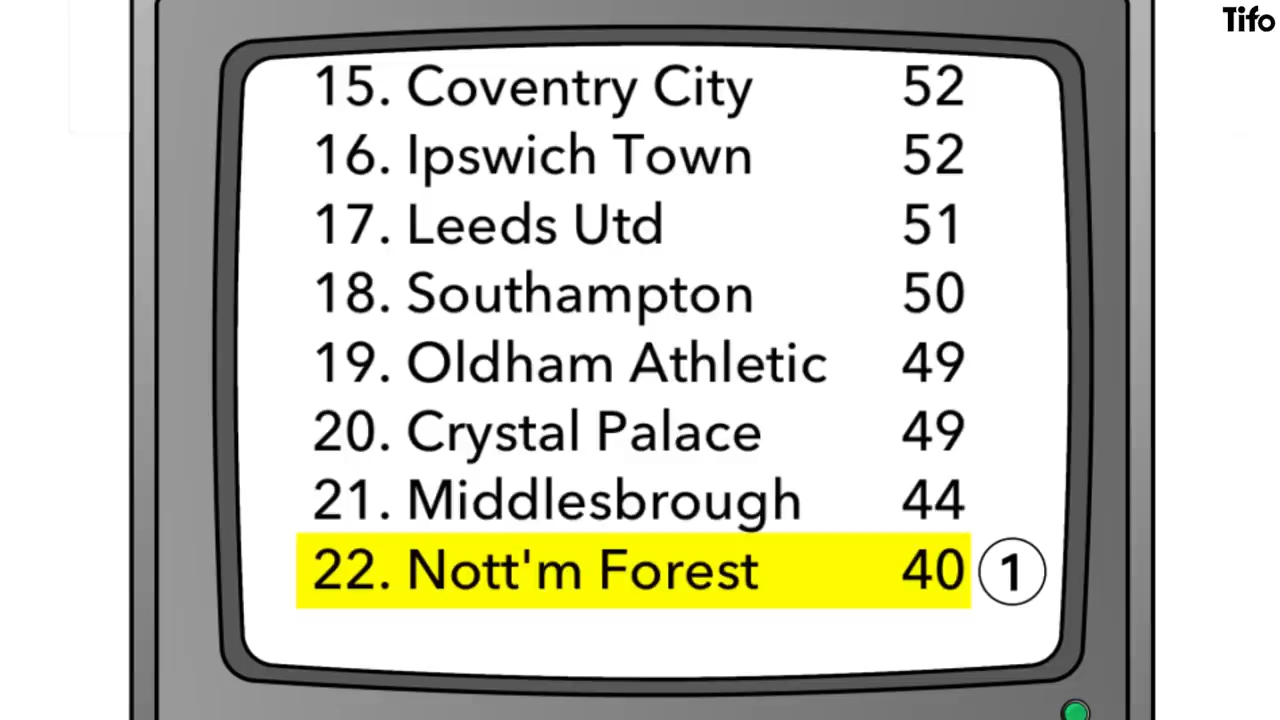 Tifo
15. Coventry City 52
16. Ipswich Town 52
17. Leeds Utd 51
18. Southampton 50
19. Oldham Athletic 49
20. Crystal Palace 49
21. Middlesbrough 44
22. Nott'm Forest 40 1